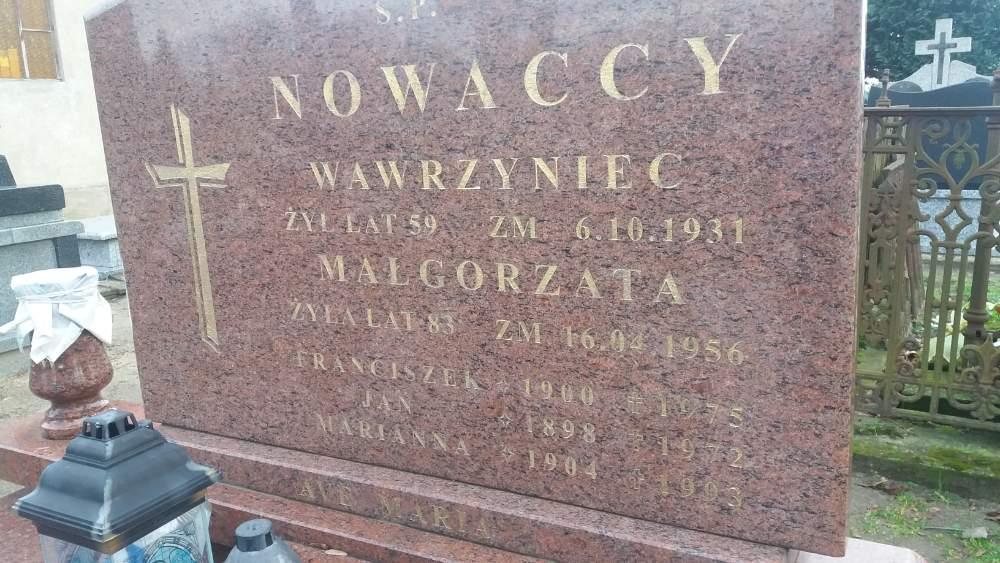 Ś.P.
NOWACCY
WAWRZYNIEC
ŻYŁ LAT 59 ZM 6.10.1931
MAŁGORZATA
ŻYŁA LAT 83 ZM 16.04.1956
FRANCISZEK * 1900 ✝ 1975
JAN * 1898 ✝ 1972
MARIANNA * 1904 ✝ 1993
AVE MARIA